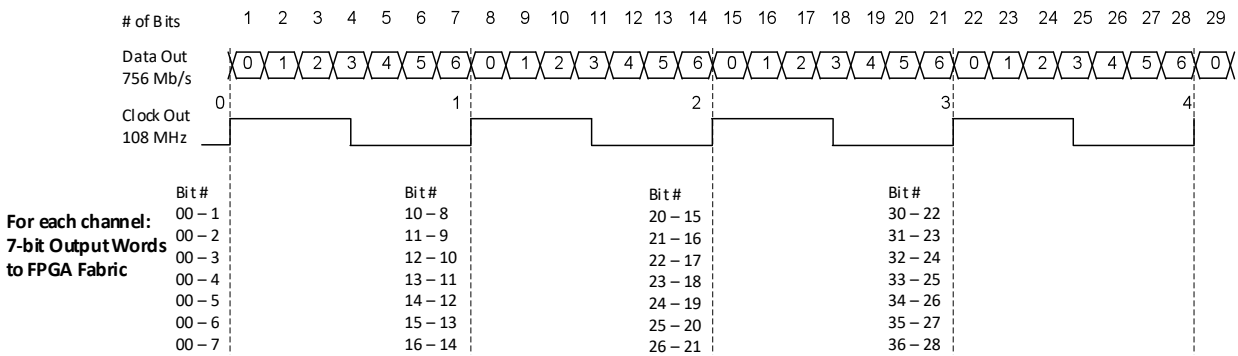 # of Bits 1 2 3 4 5 6 7 8 9 10 11 12 13 14 15 16 17 18 19 20 21 22 23 24 25 26 27 28 29
Data Out 0 1 2 3 4 5 6 0 1 2 3 4 5 6 0 1 2 3 4 5 6 0 1 2 3 4 5 6 0
756 Mb/s
0 1 2 3 4
Clock Out
108 MHz
Bit # Bit # Bit # Bit #
00 – 1 10 – 8 20 – 15 30 – 22
For each channel: 00 – 2 11 – 9 21 – 16 31 – 23
7-bit Output Words 00 – 3 12 – 10 22 – 17 32 – 24
to FPGA Fabric 00 – 4 13 – 11 23 – 18 33 – 25
00 – 5 14 – 12 24 – 19 34 – 26
00 – 6 15 – 13 25 – 20 35 – 27
00 – 7 16 – 14 26 – 21 36 – 28